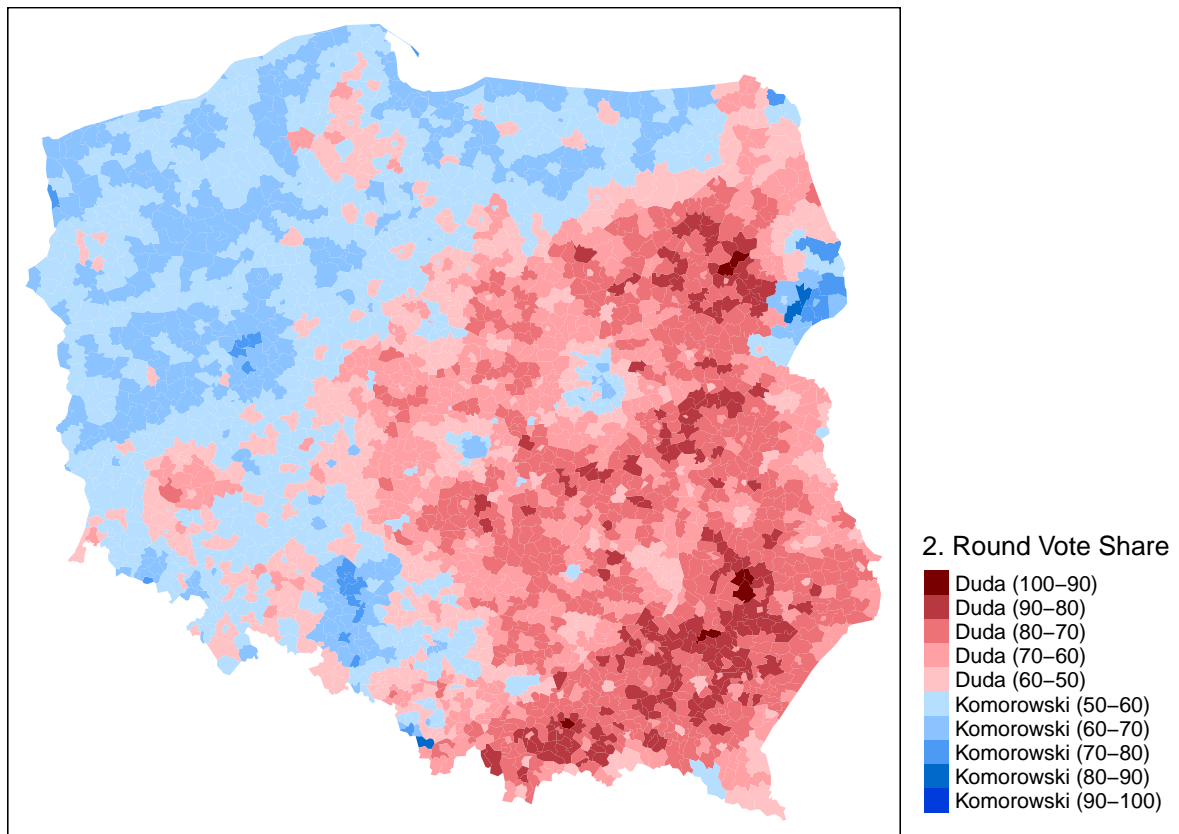 2. Round Vote Share
Duda (100−90)
Duda (90−80)
Duda (80−70)
Duda (70−60)
Duda (60−50)
Komorowski (50−60)
Komorowski (60−70)
Komorowski (70−80)
Komorowski (80−90)
Komorowski (90−100)